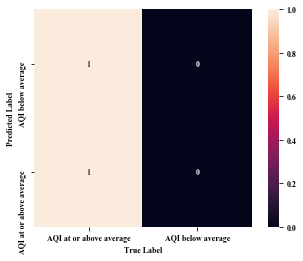 1.0
0.8
0.6
0.4
0.2
0.0
Predicted Label
AQI below average
AQI at or above average
1 0
1 0
AQI at or above average AQI below average
True Label